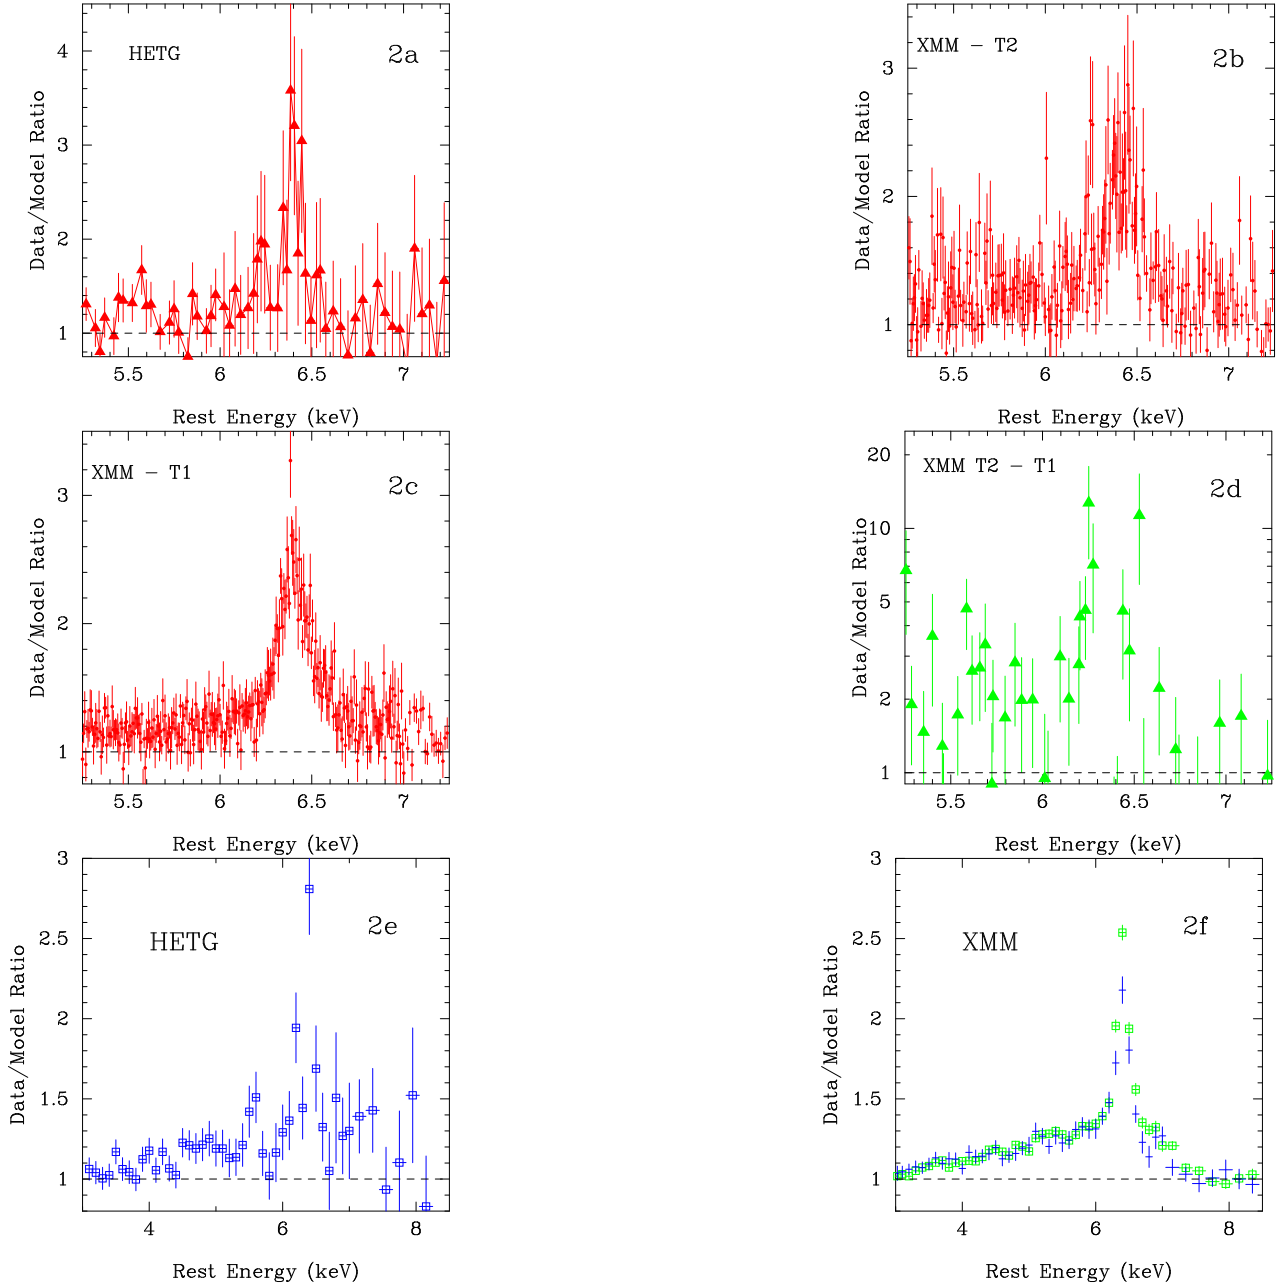 HETG
2a
Data/Model Ratio
4
3
2
1
5.5
6
6.5
7
Rest Energy (keV)
XMM – T2
2b
Data/Model Ratio
3
2
1
5.5
6
6.5
7
Rest Energy (keV)
XMM – T1
2c
Data/Model Ratio
3
2
1
5.5
6
6.5
7
Rest Energy (keV)
XMM T2 – T1
2d
Data/Model Ratio
20
10
5
2
1
5.5
6
6.5
7
Rest Energy (keV)
HETG
2e
Data/Model Ratio
3
2.5
2
1.5
1
4
6
8
Rest Energy (keV)
XMM
2f
Data/Model Ratio
3
2.5
2
1.5
1
4
6
8
Rest Energy (keV)